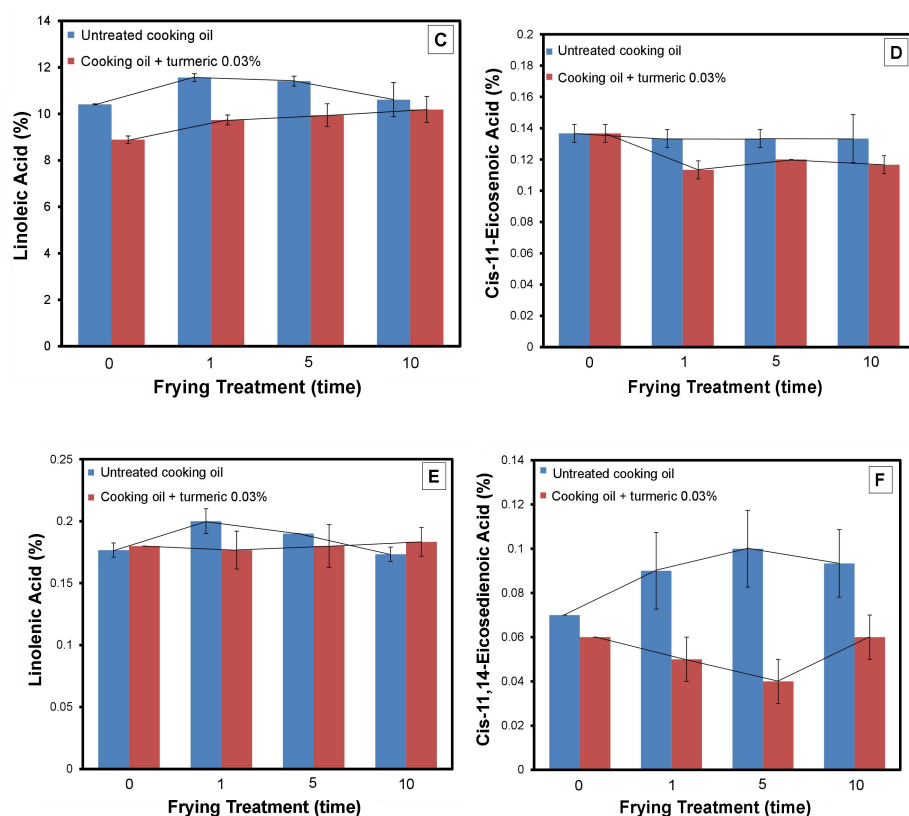 C
Untreated cooking oil
Cooking oil + turmeric 0.03%
Linoleic Acid (%)
14
12
10
8
6
4
2
0
0 1 5 10
Frying Treatment (time)
D
Untreated cooking oil
Cooking oil + turmeric 0.03%
Cis-11-Eicosenoic Acid (%)
0.2
0.18
0.16
0.14
0.12
0.1
0.08
0.06
0.04
0.02
0
0 1 5 10
Frying Treatment (time)
E
Untreated cooking oil
Cooking oil + turmeric 0.03%
Linolenic Acid (%)
0.25
0.2
0.15
0.1
0.05
0
0 1 5 10
Frying Treatment (time)
F
Untreated cooking oil
Cooking oil + turmeric 0.03%
Cis-11,14-Eicosedienoic Acid (%)
0.14
0.12
0.1
0.08
0.06
0.04
0.02
0
0 1 5 10
Frying Treatment (time)